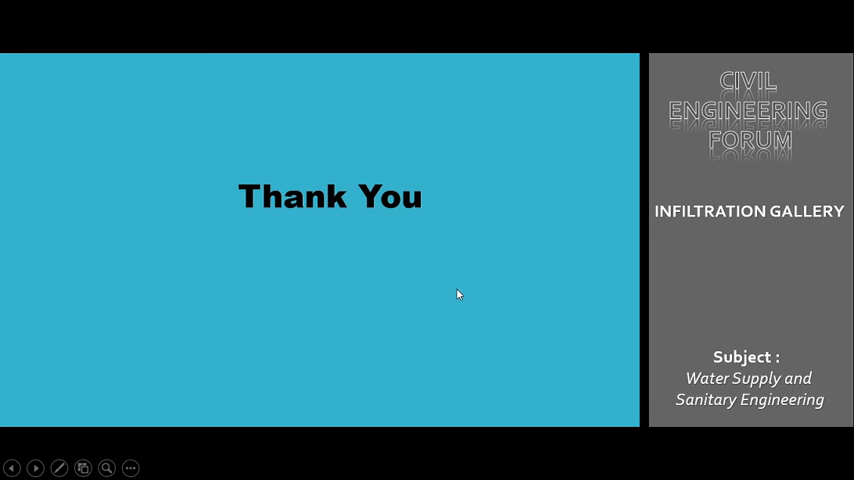 Thank You
CIVIL
ENGINEERING
FORUM
INFILTRATION GALLERY
Subject :
Water Supply and
Sanitary Engineering